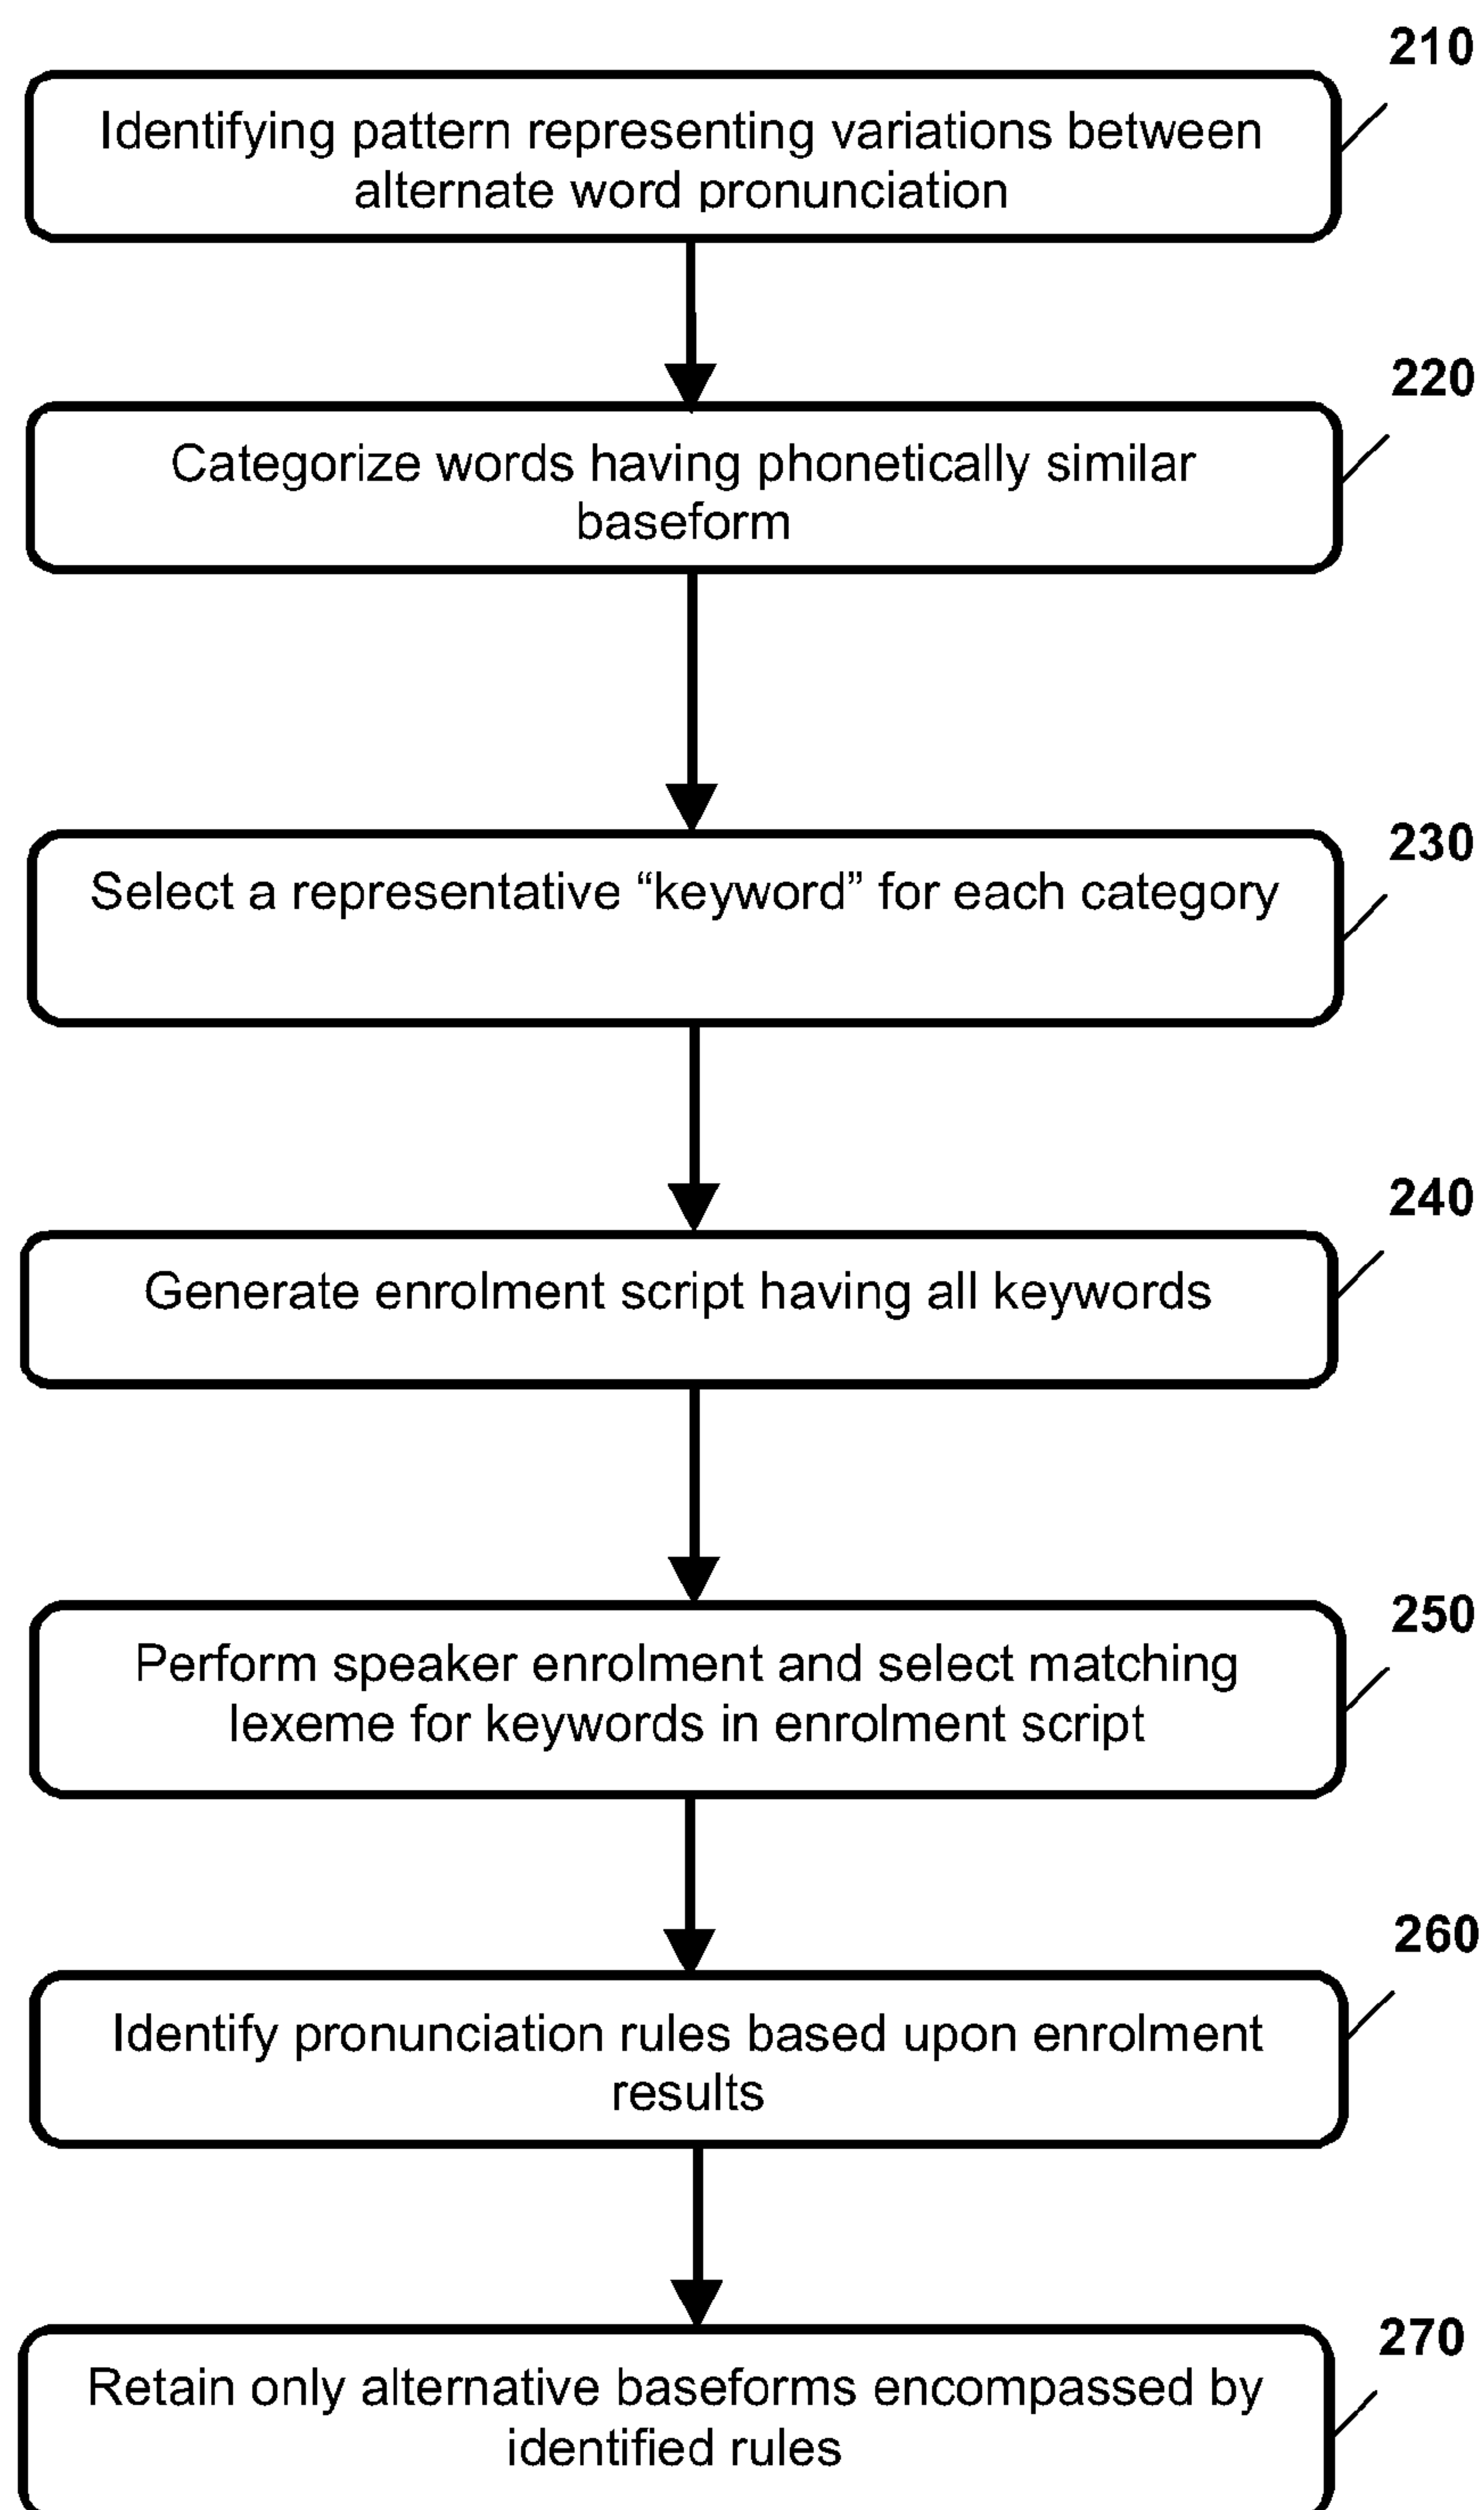 210
Identifying pattern representing variations between
alternate word pronunciation
220
Categorize words having phonetically similar
baseform
230
Select a representative “keyword” for each category
240
Generate enrolment script having all keywords
250
Perform speaker enrolment and select matching
lexeme for keywords in enrolment script
260
Identify pronunciation rules based upon enrolment
results
270
Retain only alternative baseforms encompassed by
identified rules